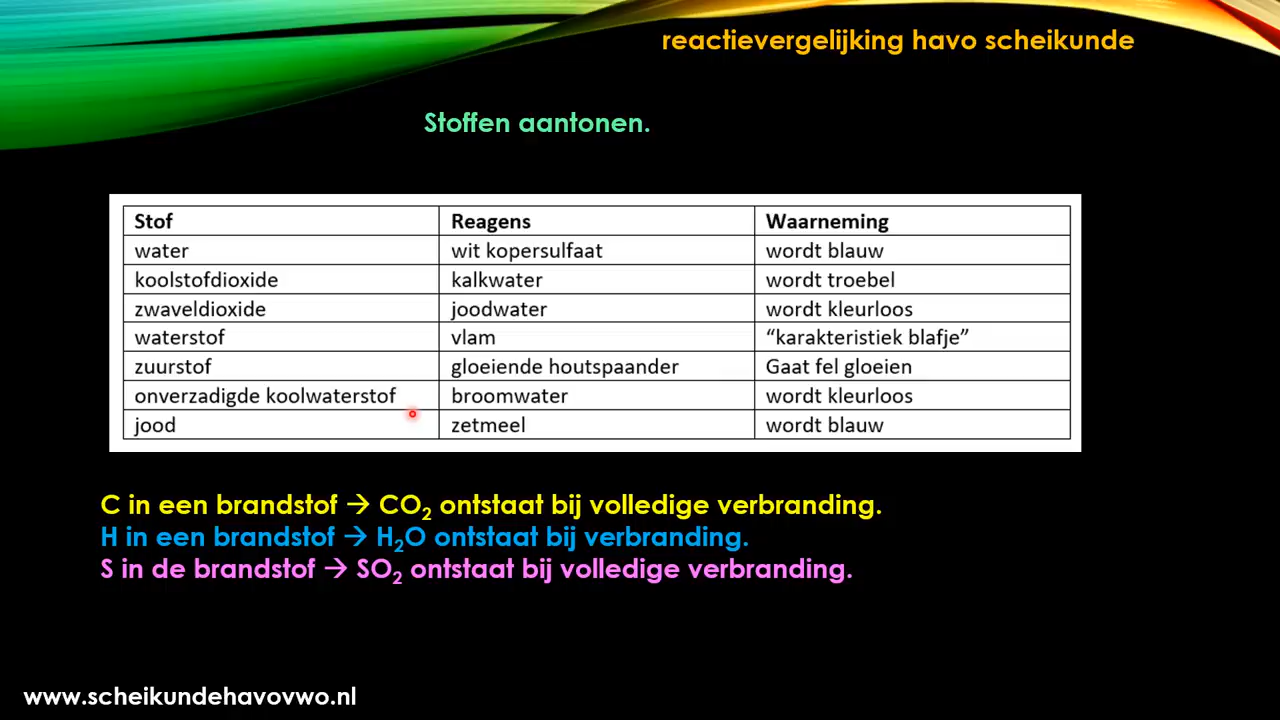 reactievergelijking havo scheikunde
Stoffen aantonen.
Stof Reagens Waarneming
water wit kopersulfaat wordt blauw
koolstofdioxide kalkwater wordt troebel
zwaveldioxide joodwater wordt kleurloos
waterstof vlam “karakteristiek blafje”
zuurstof gloeiende houtspaander Gaat fel gloeien
onverzadigde koolwaterstof broomwater wordt kleurloos
jood zetmeel wordt blauw
C in een brandstof → CO₂ ontstaat bij volledige verbranding.
H in een brandstof → H₂O ontstaat bij verbranding.
S in de brandstof → SO₂ ontstaat bij volledige verbranding.
www.scheikundehavovwo.nl